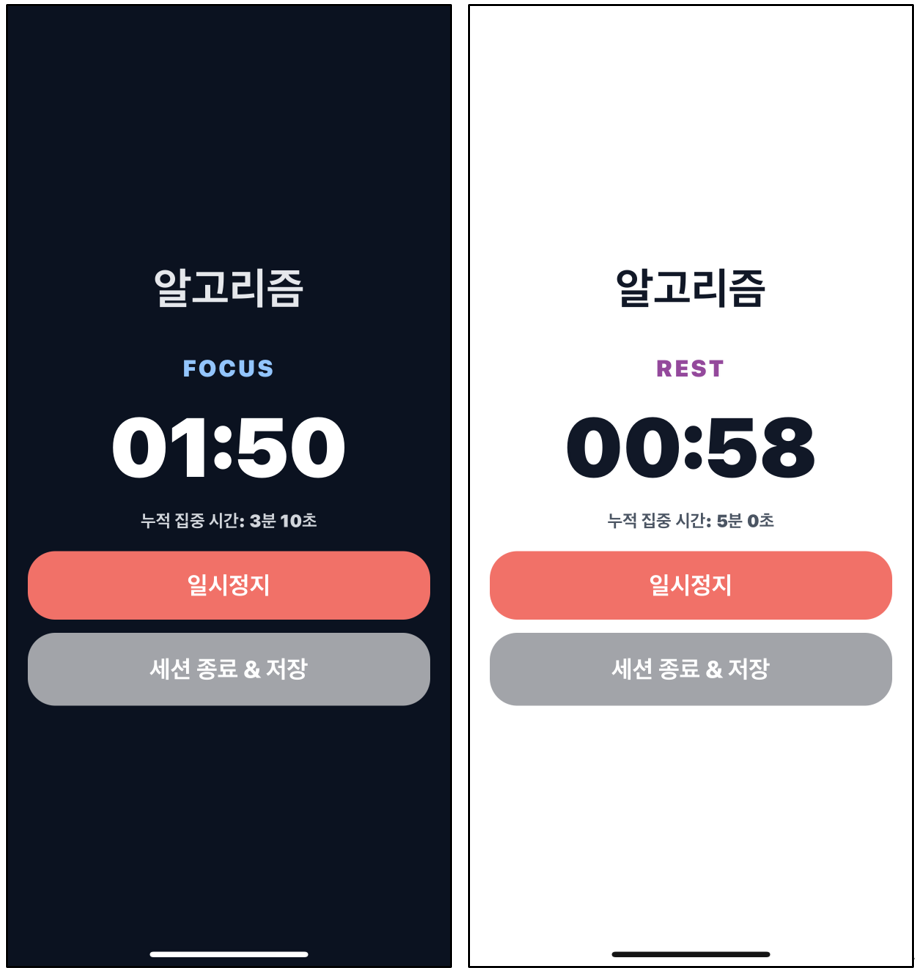 알고리즘
FOCUS
01:50
누적 집중 시간: 3분 10초
일시정지
세션 종료 & 저장
알고리즘
REST
00:58
누적 집중 시간: 5분 0초
일시정지
세션 종료 & 저장